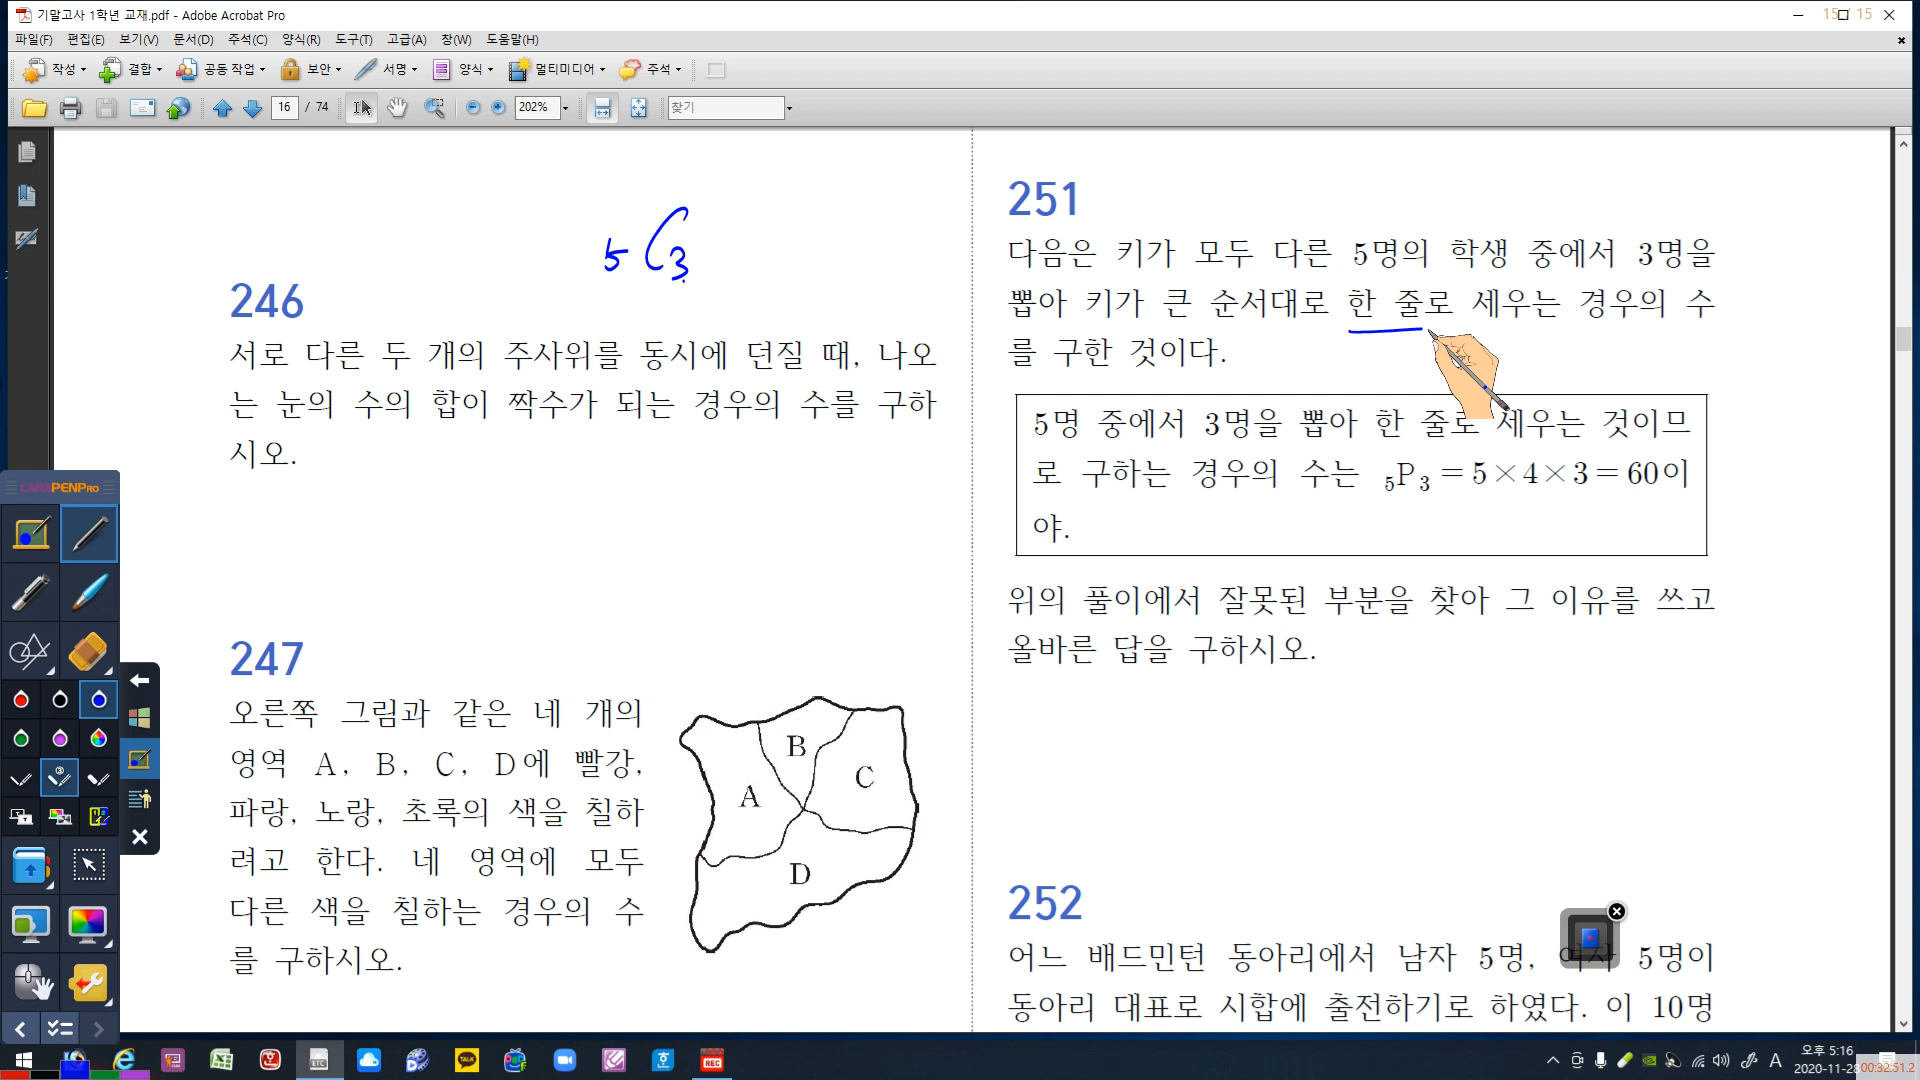 기말고사 1학년 교재.pdf - Adobe Acrobat Pro
15 / 15
파일(F) 편집(E) 보기(V) 문서(D) 주석(C) 양식(R) 도구(T) 고급(A) 창(W) 도움말(H)
작성 결합 공동 작업 보안 서명 양식 멀티미디어 주석
16 / 74 202% 찾기
5C3
246
서로 다른 두 개의 주사위를 동시에 던질 때, 나오
는 눈의 수의 합이 짝수가 되는 경우의 수를 구하
시오.
247
오른쪽 그림과 같은 네 개의
영역 A, B, C, D에 빨강,
파랑, 노랑, 초록의 색을 칠하
려고 한다. 네 영역에 모두
다른 색을 칠하는 경우의 수
를 구하시오.
A
B
C
D
251
다음은 키가 모두 다른 5명의 학생 중에서 3명을
뽑아 키가 큰 순서대로 한 줄로 세우는 경우의 수
를 구한 것이다.
5명 중에서 3명을 뽑아 한 줄로 세우는 것이므
로 구하는 경우의 수는 ₅P₃ = 5×4×3 = 60이
야.
위의 풀이에서 잘못된 부분을 찾아 그 이유를 쓰고
올바른 답을 구하시오.
252
어느 배드민턴 동아리에서 남자 5명, 여자 5명이
동아리 대표로 시합에 출전하기로 하였다. 이 10명
CARAPENPRO
ETC
TALK
REC
A
오후 5:16
2020-11-28
00:32:51.2